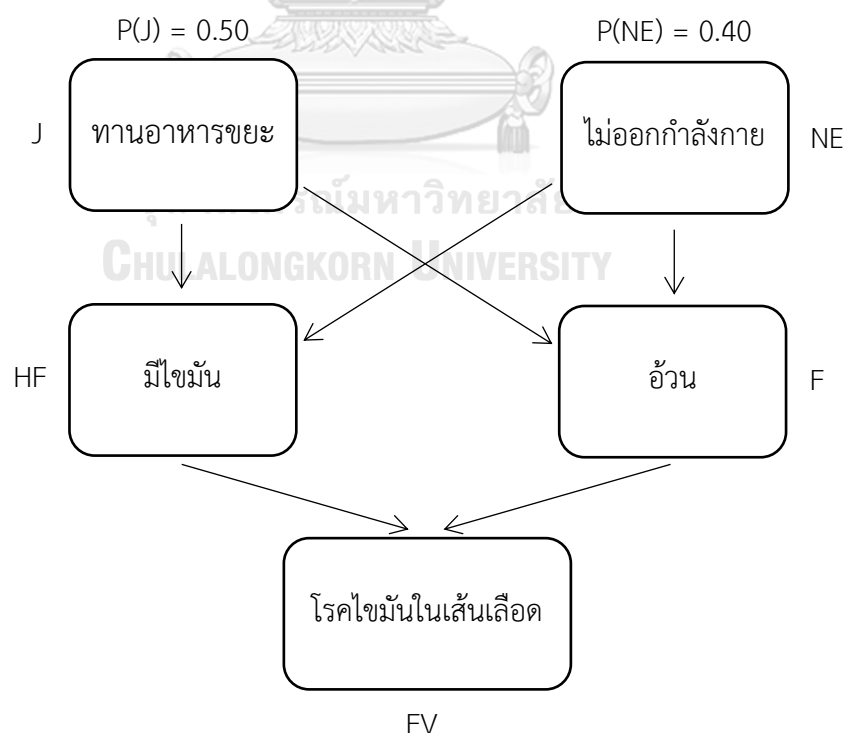 P(J) = 0.50
P(NE) = 0.40
J
ทานอาหารขยะ
ไม่ออกกำลังกาย
NE
CHULALONGKORN UNIVERSITY
HF
มีไขมัน
อ้วน
F
โรคไขมันในเส้นเลือด
FV